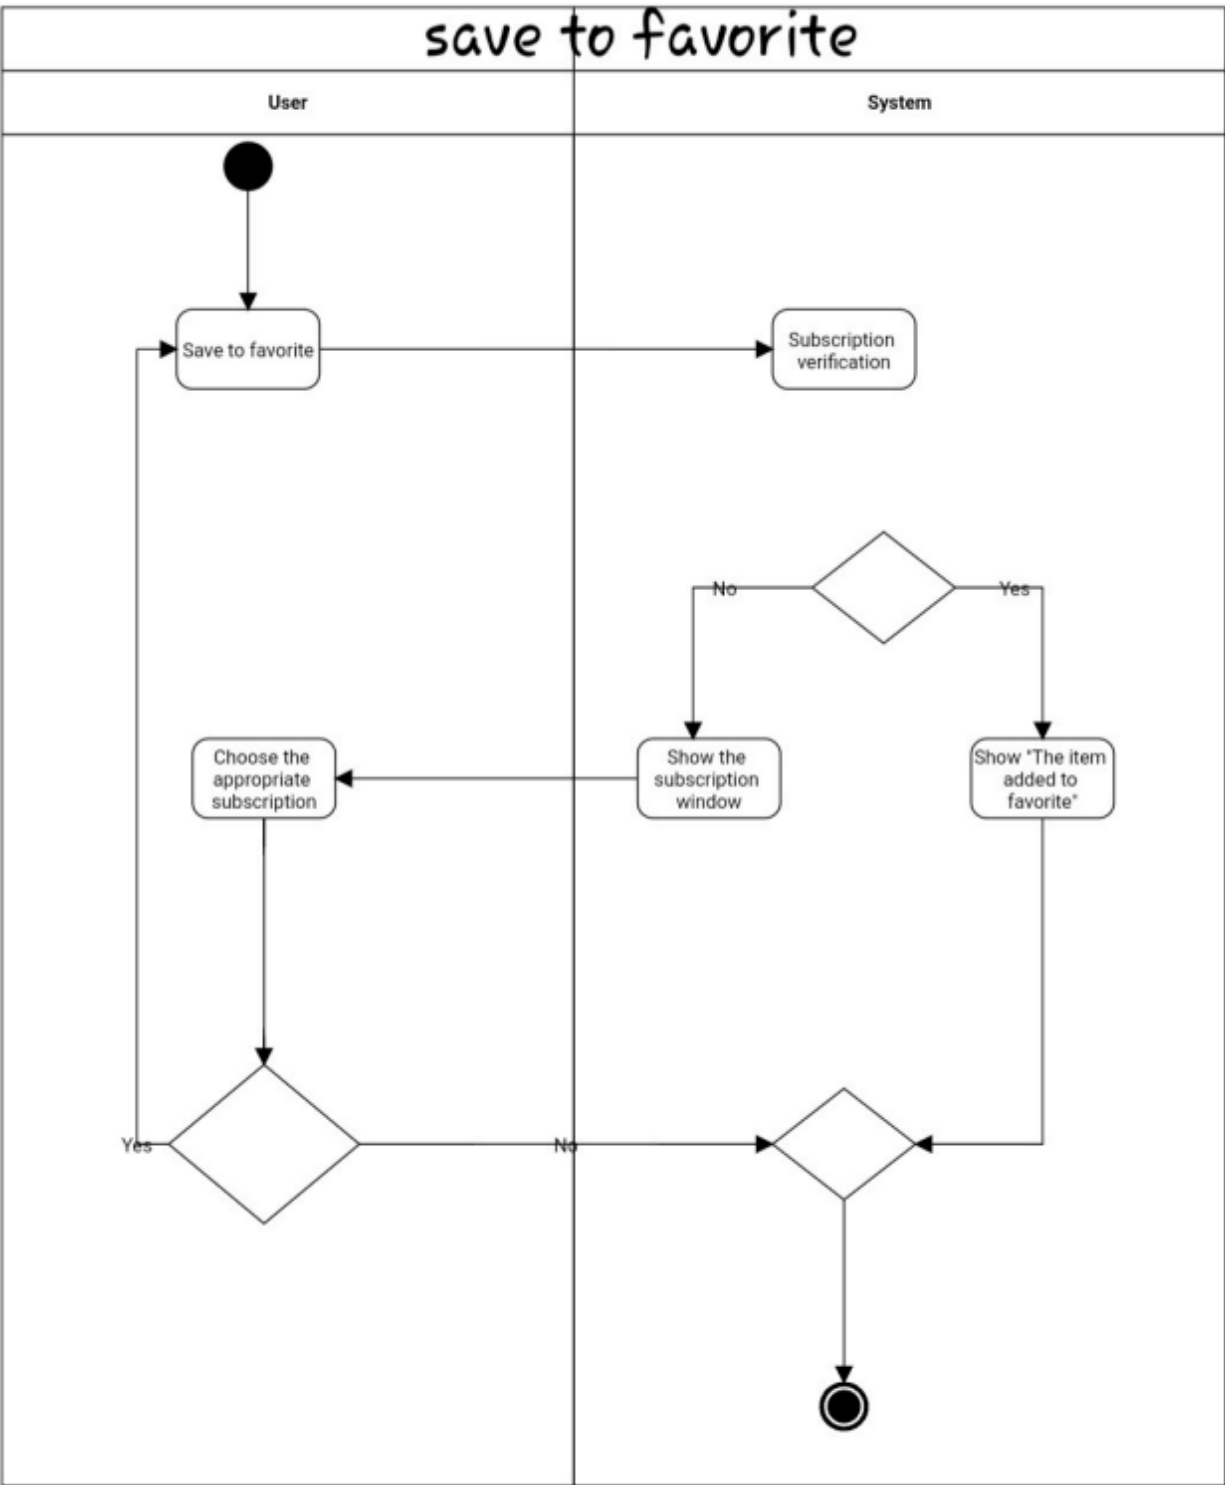 save to favorite
User
System
Save to favorite
Subscription
verification
No
Yes
Choose the
appropriate
subscription
Show the
subscription
window
Show "The item
added to
favorite"
Yes
No